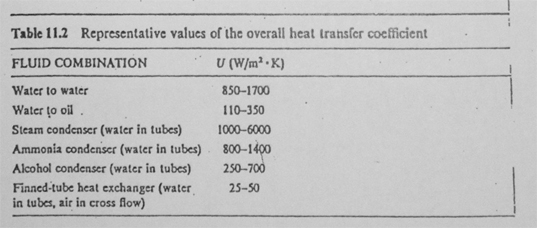 Table 11.2 Representative values of the overall heat transfer coefficient
FLUID COMBINATION U (W/m² · K)
Water to water 850–1700
Water to oil 110–350
Steam condenser (water in tubes) 1000–6000
Ammonia condenser (water in tubes) 800–1400
Alcohol condenser (water in tubes) 250–700
Finned-tube heat exchanger (water 25–50
in tubes, air in cross flow)